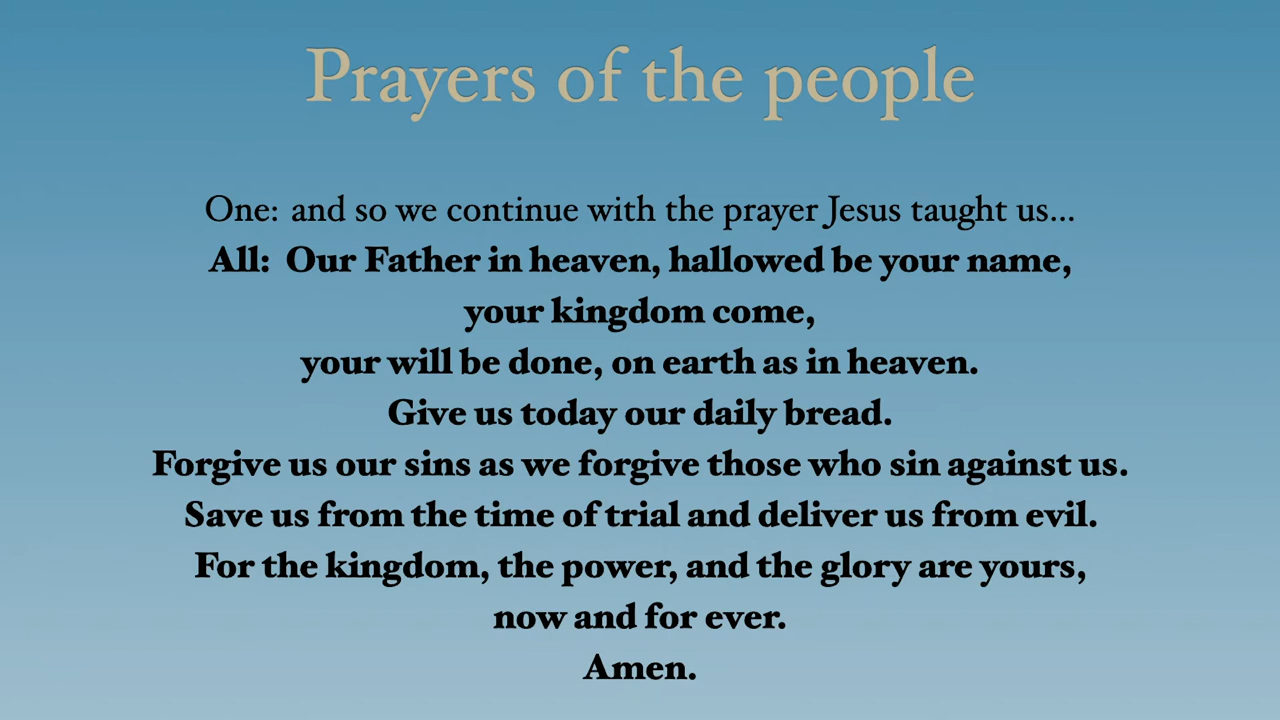 Prayers of the people
One: and so we continue with the prayer Jesus taught us...
All: Our Father in heaven, hallowed be your name,
your kingdom come,
your will be done, on earth as in heaven.
Give us today our daily bread.
Forgive us our sins as we forgive those who sin against us.
Save us from the time of trial and deliver us from evil.
For the kingdom, the power, and the glory are yours,
now and for ever.
Amen.